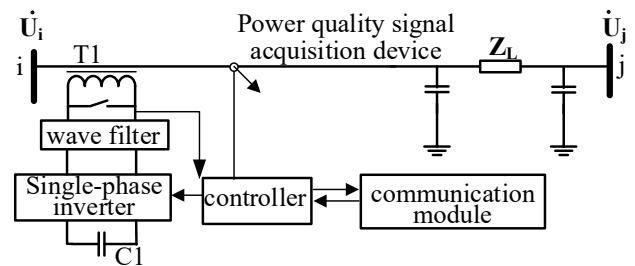 U̇i
Power quality signal
acquisition device
U̇j
i
T1
ZL
j
wave filter
Single-phase
inverter
controller
communication
module
C1